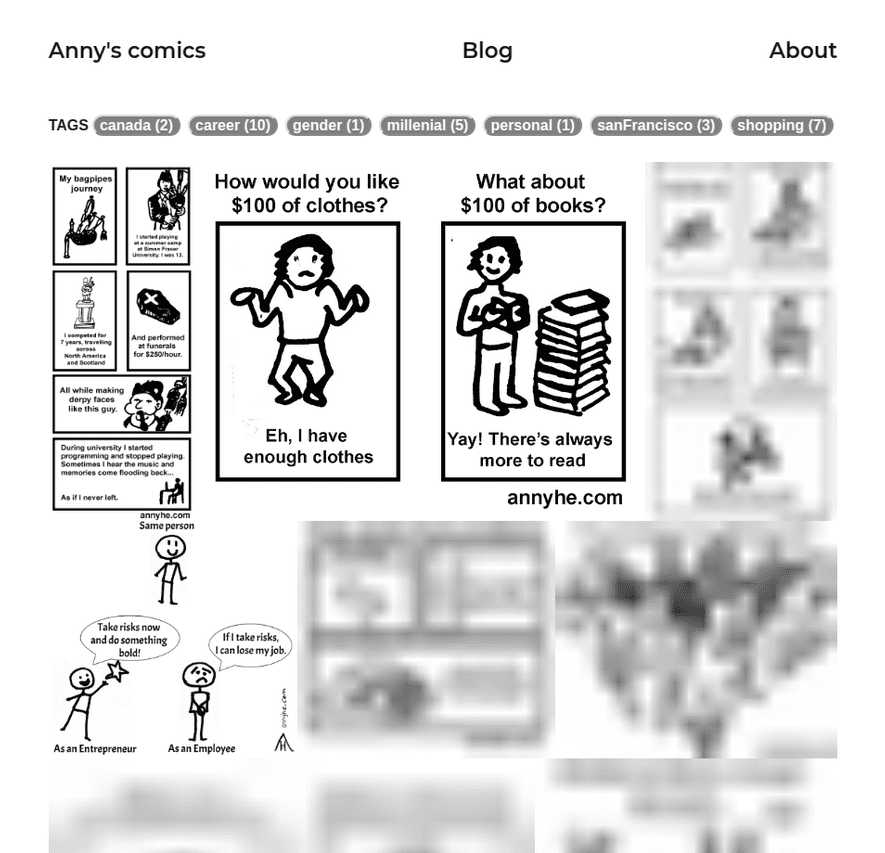 Anny's comics
Blog
About
TAGS
canada (2)
career (10)
gender (1)
millenial (5)
personal (1)
sanFrancisco (3)
shopping (7)
My bagpipes
journey
I started playing
at a summer camp
at Simon Fraser
University. I was 13.
I competed for
7 years, travelling
across
North America
and Scotland
And performed
at funerals
for $250/hour.
All while making
derpy faces
like this guy.
During university I started
programming and stopped playing.
Sometimes I hear the music and
memories come flooding back...
As if I never left.
annyhe.com
How would you like
$100 of clothes?
Eh, I have
enough clothes
What about
$100 of books?
Yay! There's always
more to read
annyhe.com
Same person
Take risks now
and do something
bold!
If I take risks,
I can lose my job.
As an Entrepreneur
As an Employee
annyhe.com